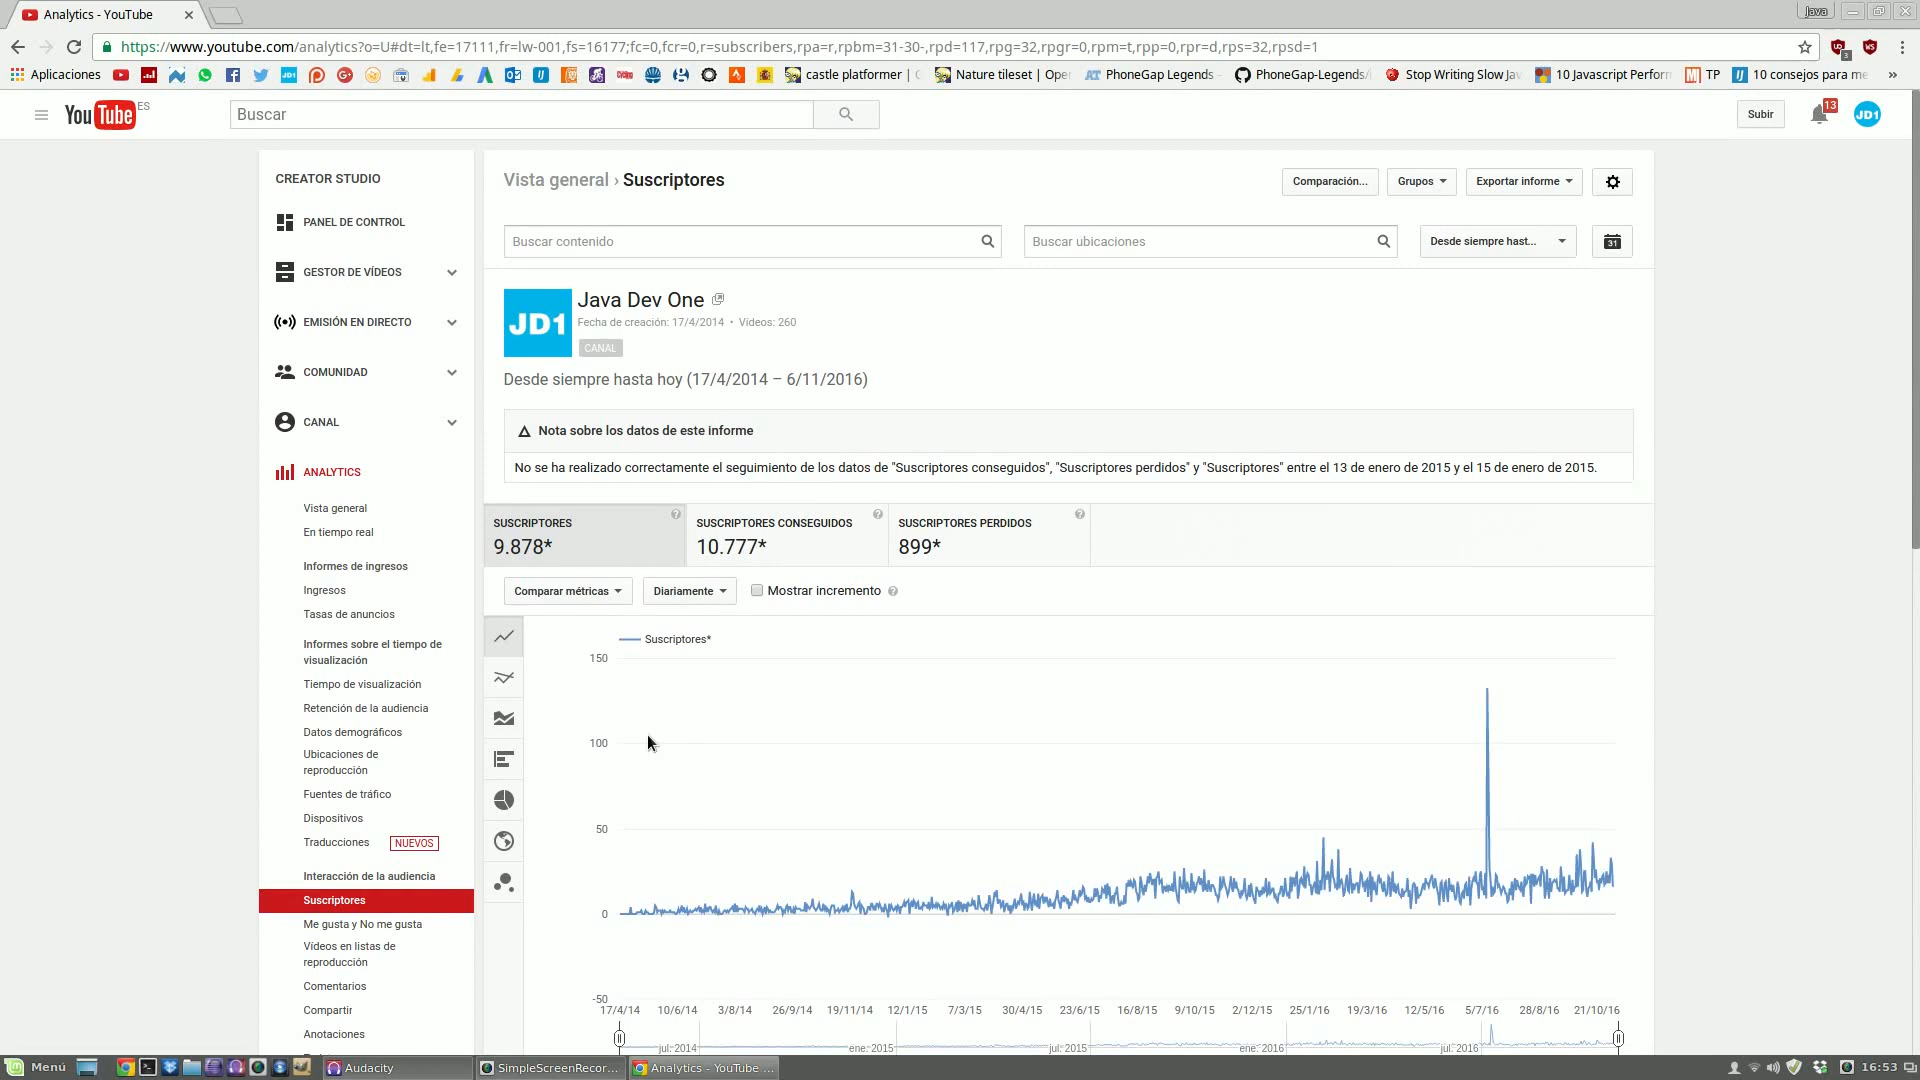 Analytics - YouTube
Java
https://www.youtube.com/analytics?o=U#dt=lt,fe=17111,fr=lw-001,fs=16177;fc=0,fcr=0,r=subscribers,rpa=r,rpbm=31-30-,rpd=117,rpg=32,rpgr=0,rpm=t,rpp=0,rpr=d,rps=32,rpsd=1
Aplicaciones castle platformer | Nature tileset | Oper AT PhoneGap Legends - PhoneGap-Legends/ Stop Writing Slow Ja 10 Javascript Perfor TP 10 consejos para me »
YouTube ES Buscar Subir 13 JD1
CREATOR STUDIO
PANEL DE CONTROL
GESTOR DE VÍDEOS
EMISIÓN EN DIRECTO
COMUNIDAD
CANAL
ANALYTICS
Vista general
En tiempo real
Informes de ingresos
Ingresos
Tasas de anuncios
Informes sobre el tiempo de
visualización
Tiempo de visualización
Retención de la audiencia
Datos demográficos
Ubicaciones de
reproducción
Fuentes de tráfico
Dispositivos
Traducciones NUEVOS
Interacción de la audiencia
Suscriptores
Me gusta y No me gusta
Vídeos en listas de
reproducción
Comentarios
Compartir
Anotaciones
Vista general › Suscriptores
Comparación... Grupos Exportar informe
Buscar contenido Buscar ubicaciones Desde siempre hast... 31
JD1
Java Dev One
Fecha de creación: 17/4/2014 • Vídeos: 260
CANAL
Desde siempre hasta hoy (17/4/2014 – 6/11/2016)
Nota sobre los datos de este informe
No se ha realizado correctamente el seguimiento de los datos de "Suscriptores conseguidos", "Suscriptores perdidos" y "Suscriptores" entre el 13 de enero de 2015 y el 15 de enero de 2015.
SUSCRIPTORES ? SUSCRIPTORES CONSEGUIDOS ? SUSCRIPTORES PERDIDOS ?
9.878* 10.777* 899*
Comparar métricas Diariamente Mostrar incremento ?
Suscriptores*
150
100
50
0
-50
17/4/14 10/6/14 3/8/14 26/9/14 19/11/14 12/1/15 7/3/15 30/4/15 23/6/15 16/8/15 9/10/15 2/12/15 25/1/16 19/3/16 12/5/16 5/7/16 28/8/16 21/10/16
jul. 2014 ene. 2015 jul. 2015 ene. 2016 jul. 2016
Menú Audacity SimpleScreenRecor... Analytics - YouTube ... 16:53